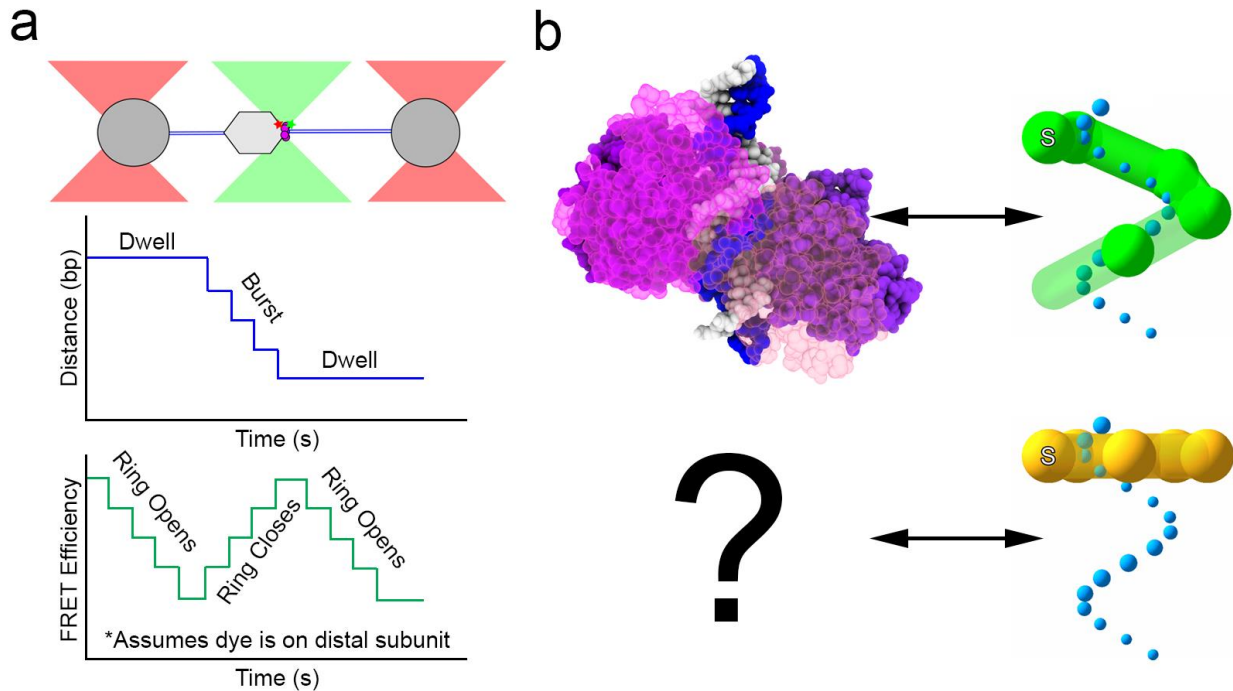 a
b
Dwell
Burst
Dwell
Distance (bp)
Time (s)
Ring Opens
Ring Closes
Ring Opens
FRET Efficiency
*Assumes dye is on distal subunit
Time (s)
S
?
S